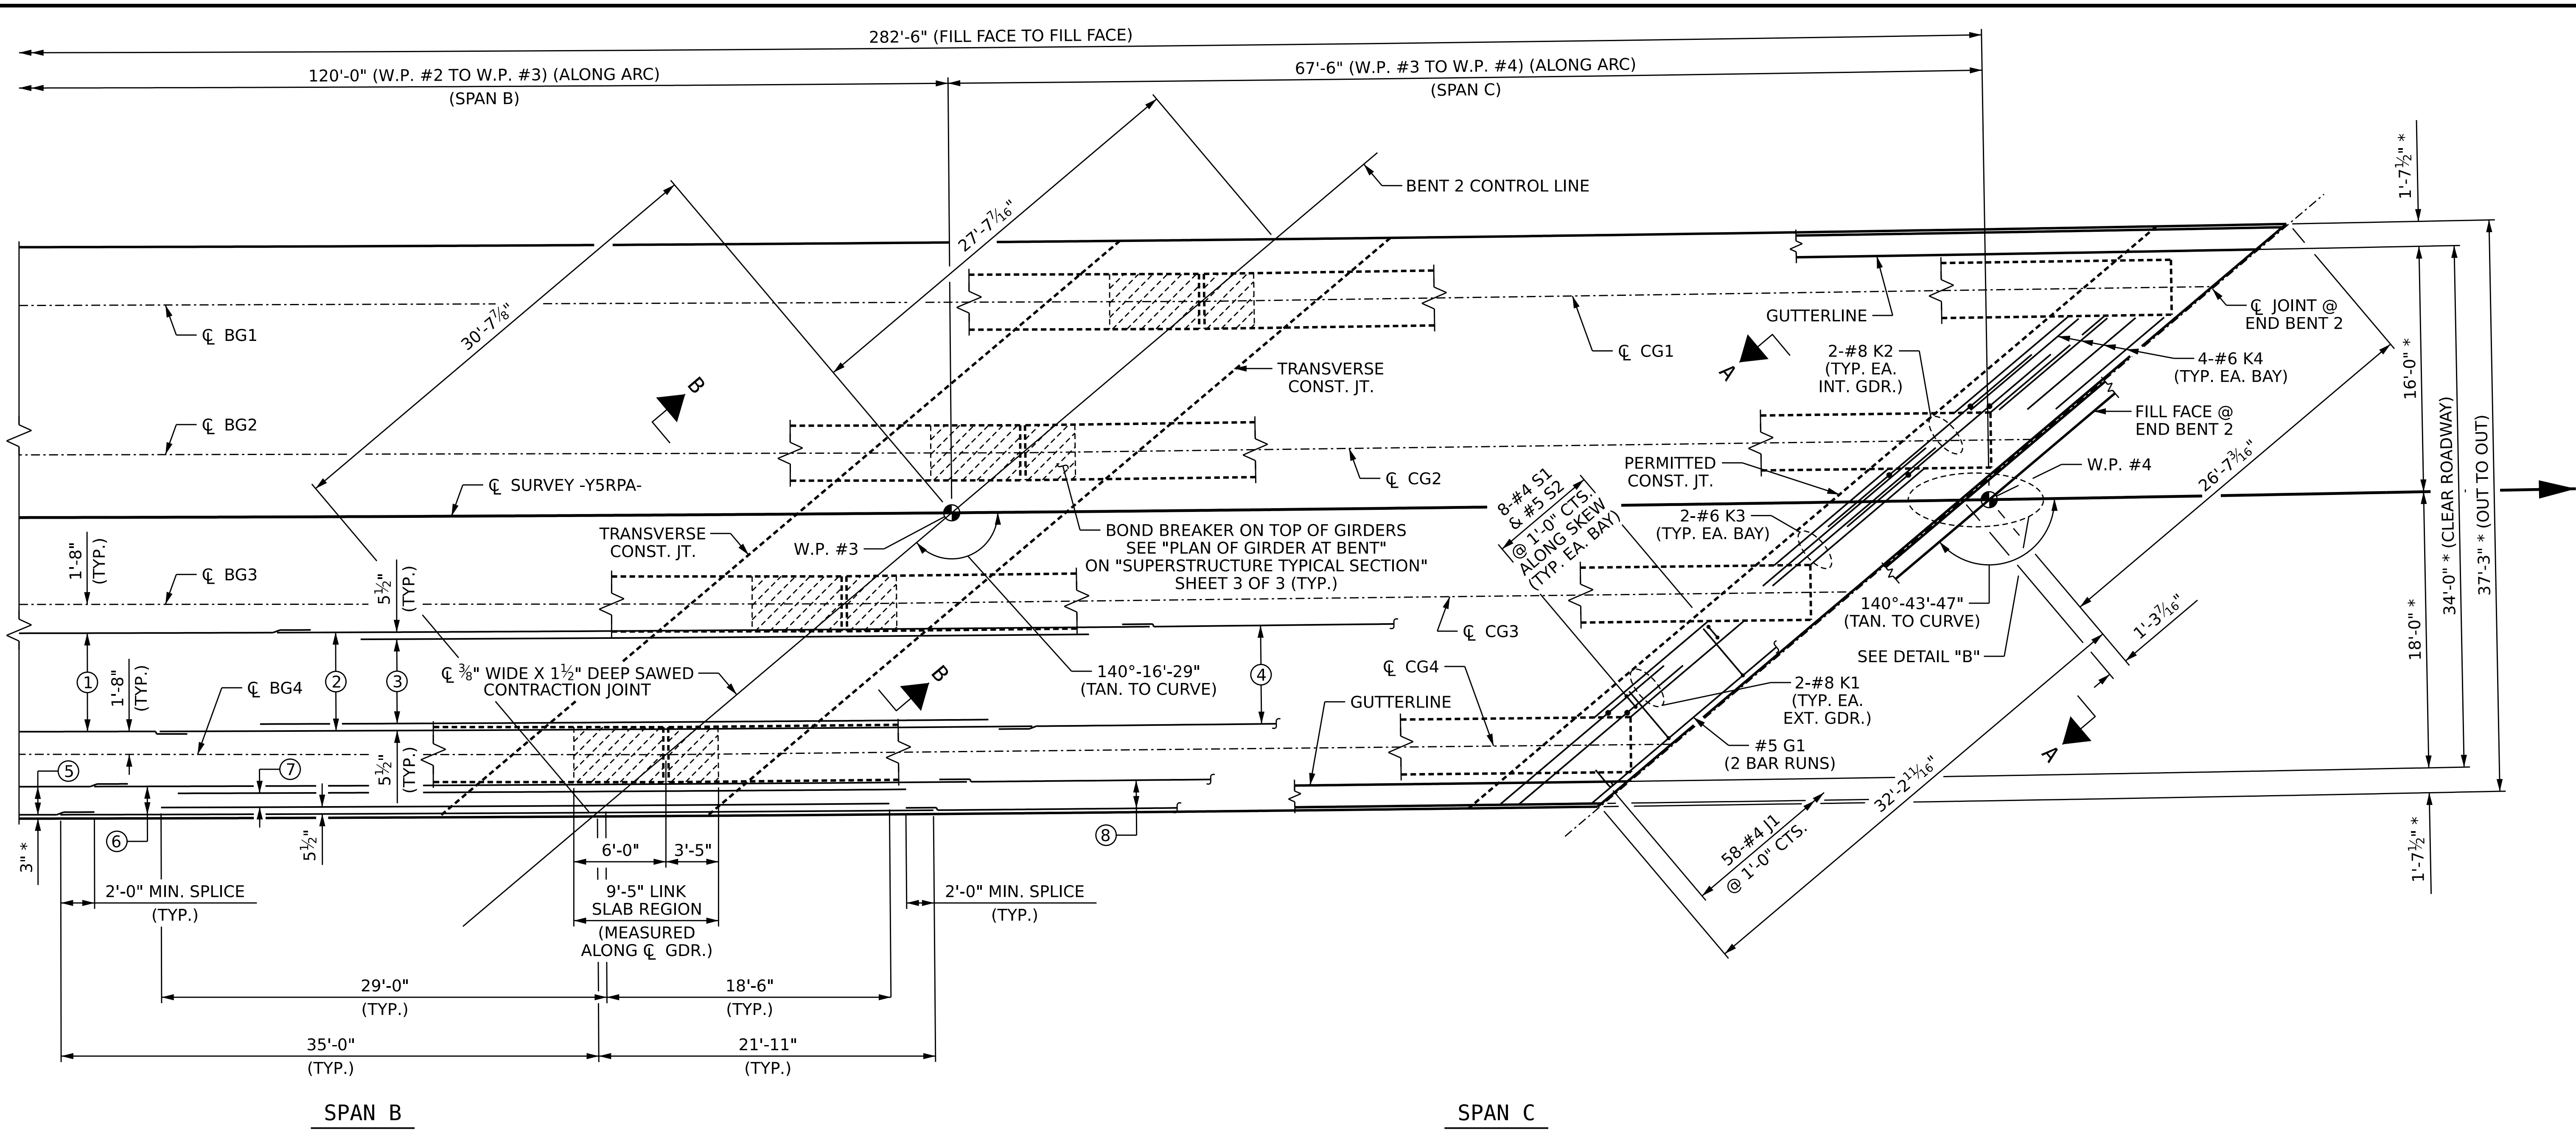 282'-6" (FILL FACE TO FILL FACE)
120'-0" (W.P. #2 TO W.P. #3) (ALONG ARC)
(SPAN B)
67'-6" (W.P. #3 TO W.P. #4) (ALONG ARC)
(SPAN C)
30'-7⅞"
27'-7⁷⁄₁₆"
BENT 2 CONTROL LINE
1'-7½" *
℄ BG1
℄ BG2
℄ SURVEY -Y5RPA-
℄ BG3
℄ BG4
B
TRANSVERSE
CONST. JT.
℄ CG1
GUTTERLINE
℄ JOINT @
END BENT 2
A
2-#8 K2
(TYP. EA.
INT. GDR.)
4-#6 K4
(TYP. EA. BAY)
FILL FACE @
END BENT 2
16'-0" *
34'-0" * (CLEAR ROADWAY)
37'-3" * (OUT TO OUT)
℄ CG2
PERMITTED
CONST. JT.
W.P. #4
26'-7³⁄₁₆"
8-#4 S1
& #5 S2
@ 1'-0" CTS.
ALONG SKEW
(TYP. EA. BAY)
2-#6 K3
(TYP. EA. BAY)
TRANSVERSE
CONST. JT.
W.P. #3
BOND BREAKER ON TOP OF GIRDERS
SEE "PLAN OF GIRDER AT BENT"
ON "SUPERSTRUCTURE TYPICAL SECTION"
SHEET 3 OF 3 (TYP.)
1'-8"
(TYP.)
5½"
(TYP.)
140°-43'-47"
(TAN. TO CURVE)
1'-3⁷⁄₁₆"
18'-0" *
℄ CG3
SEE DETAIL "B"
1
2
3
4
1'-8"
(TYP.)
℄ ⅜" WIDE X 1½" DEEP SAWED
CONTRACTION JOINT
B
140°-16'-29"
(TAN. TO CURVE)
℄ CG4
GUTTERLINE
2-#8 K1
(TYP. EA.
EXT. GDR.)
#5 G1
(2 BAR RUNS)
A
5
7
5½"
(TYP.)
6
8
3" *
5½"
32'-2¹¹⁄₁₆"
58-#4 J1
@ 1'-0" CTS.
1'-7½" *
6'-0"
3'-5"
2'-0" MIN. SPLICE
(TYP.)
9'-5" LINK
SLAB REGION
(MEASURED
ALONG ℄ GDR.)
2'-0" MIN. SPLICE
(TYP.)
29'-0"
(TYP.)
18'-6"
(TYP.)
35'-0"
(TYP.)
21'-11"
(TYP.)
SPAN B
SPAN C